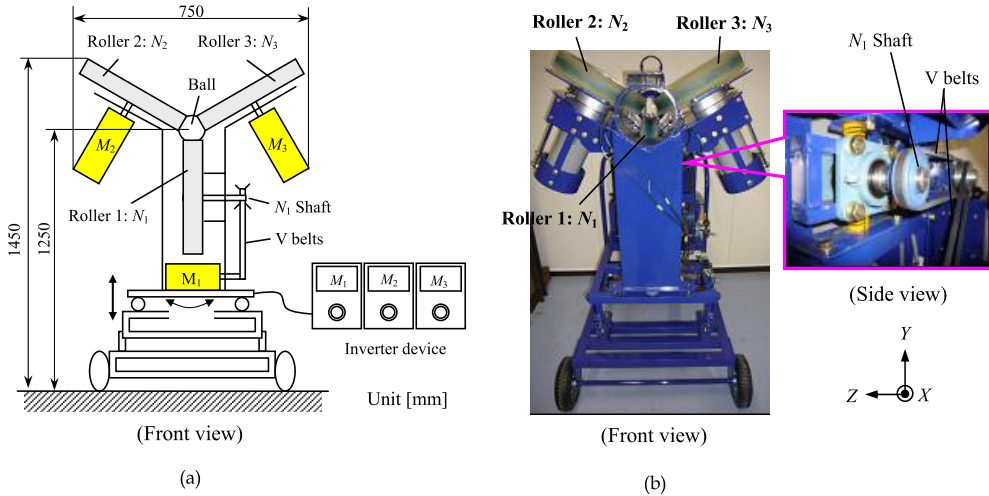 750
Roller 2: N2
Roller 3: N3
Ball
M2
M3
Roller 1: N1
N1 Shaft
V belts
1450
1250
M1
M1
M2
M3
Inverter device
Unit [mm]
(Front view)
(a)
Roller 2: N2
Roller 3: N3
N1 Shaft
V belts
Roller 1: N1
(Side view)
Y
Z
X
(Front view)
(b)